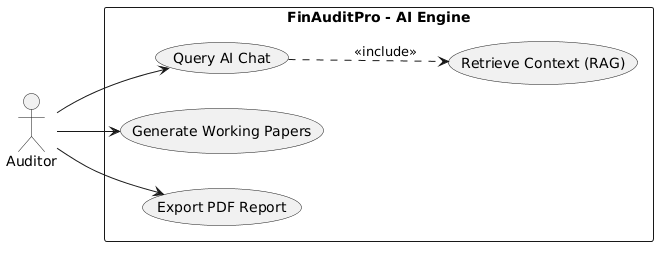 FinAuditPro - AI Engine
Query AI Chat
«include»
Retrieve Context (RAG)
Generate Working Papers
Auditor
Export PDF Report